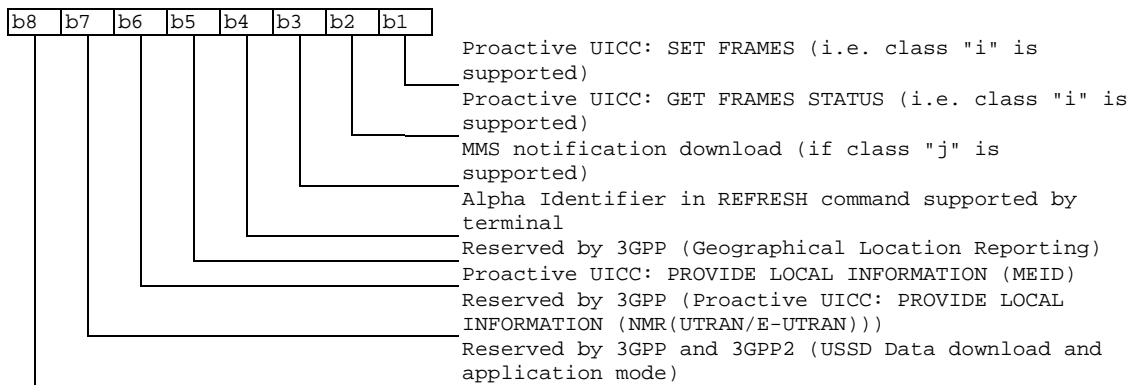 b8 b7 b6 b5 b4 b3 b2 b1
Proactive UICC: SET FRAMES (i.e. class "i" is
supported)
Proactive UICC: GET FRAMES STATUS (i.e. class "i" is
supported)
MMS notification download (if class "j" is
supported)
Alpha Identifier in REFRESH command supported by
terminal
Reserved by 3GPP (Geographical Location Reporting)
Proactive UICC: PROVIDE LOCAL INFORMATION (MEID)
Reserved by 3GPP (Proactive UICC: PROVIDE LOCAL
INFORMATION (NMR(UTRAN/E-UTRAN)))
Reserved by 3GPP and 3GPP2 (USSD Data download and
application mode)